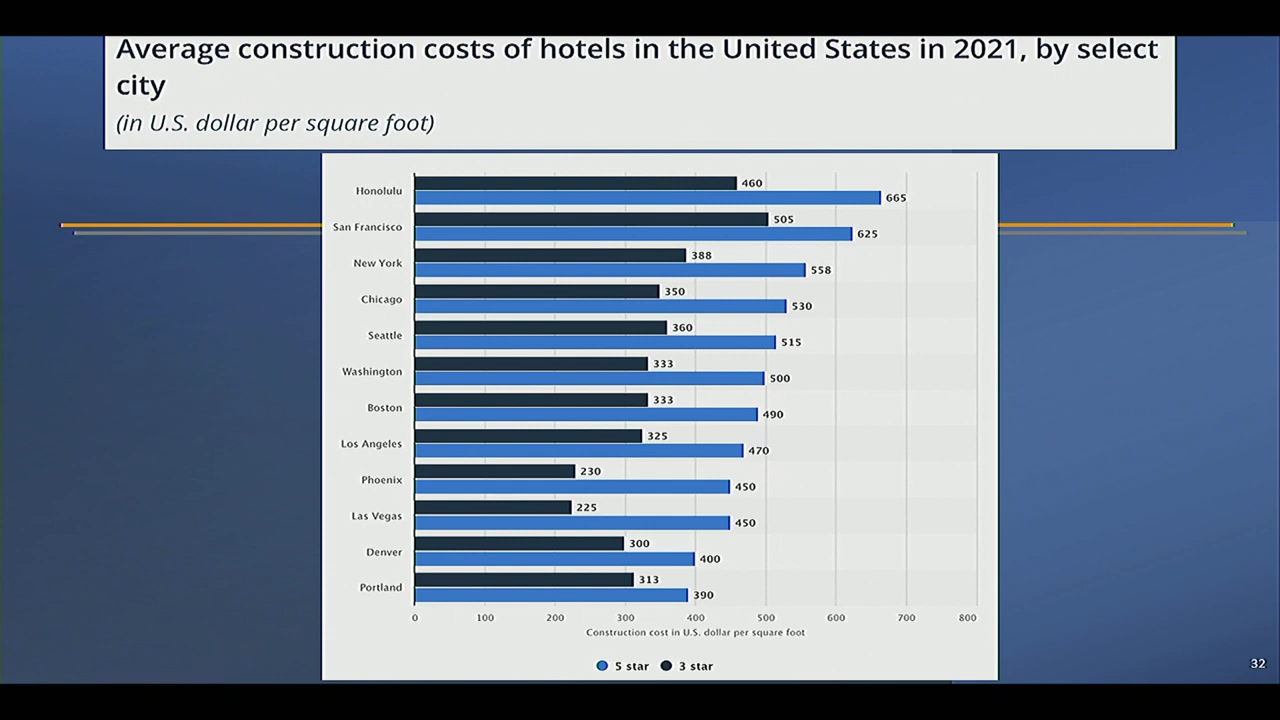 Average construction costs of hotels in the United States in 2021, by select
city
(in U.S. dollar per square foot)
Honolulu
460
665
San Francisco
505
625
New York
388
558
Chicago
350
530
Seattle
360
515
Washington
333
500
Boston
333
490
Los Angeles
325
470
Phoenix
230
450
Las Vegas
225
450
Denver
300
400
Portland
313
390
0 100 200 300 400 500 600 700 800
Construction cost in U.S. dollar per square foot
5 star 3 star
32